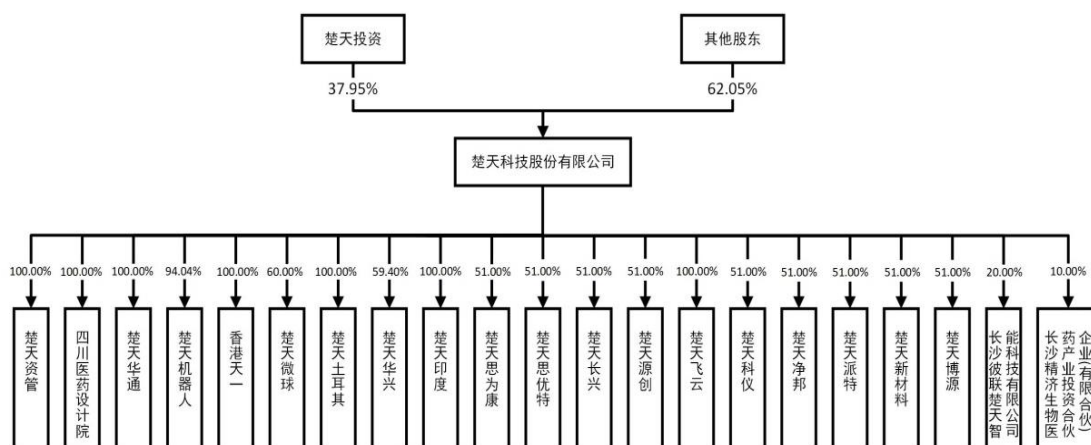 楚天投资
其他股东
37.95%
62.05%
楚天科技股份有限公司
100.00%
100.00%
100.00%
94.04%
100.00%
60.00%
100.00%
59.40%
100.00%
51.00%
51.00%
51.00%
51.00%
100.00%
51.00%
51.00%
51.00%
51.00%
51.00%
20.00%
10.00%
楚天资管
四川医药设计院
楚天华通
楚天机器人
香港天一
楚天微球
楚天土耳其
楚天华兴
楚天印度
楚天思为康
楚天思优特
楚天长兴
楚天源创
楚天飞云
楚天科仪
楚天净邦
楚天派特
楚天新材料
楚天博源
长沙彼联楚天智
能科技有限公司
长沙精济生物医
药产业投资合伙
企业(有限合伙)